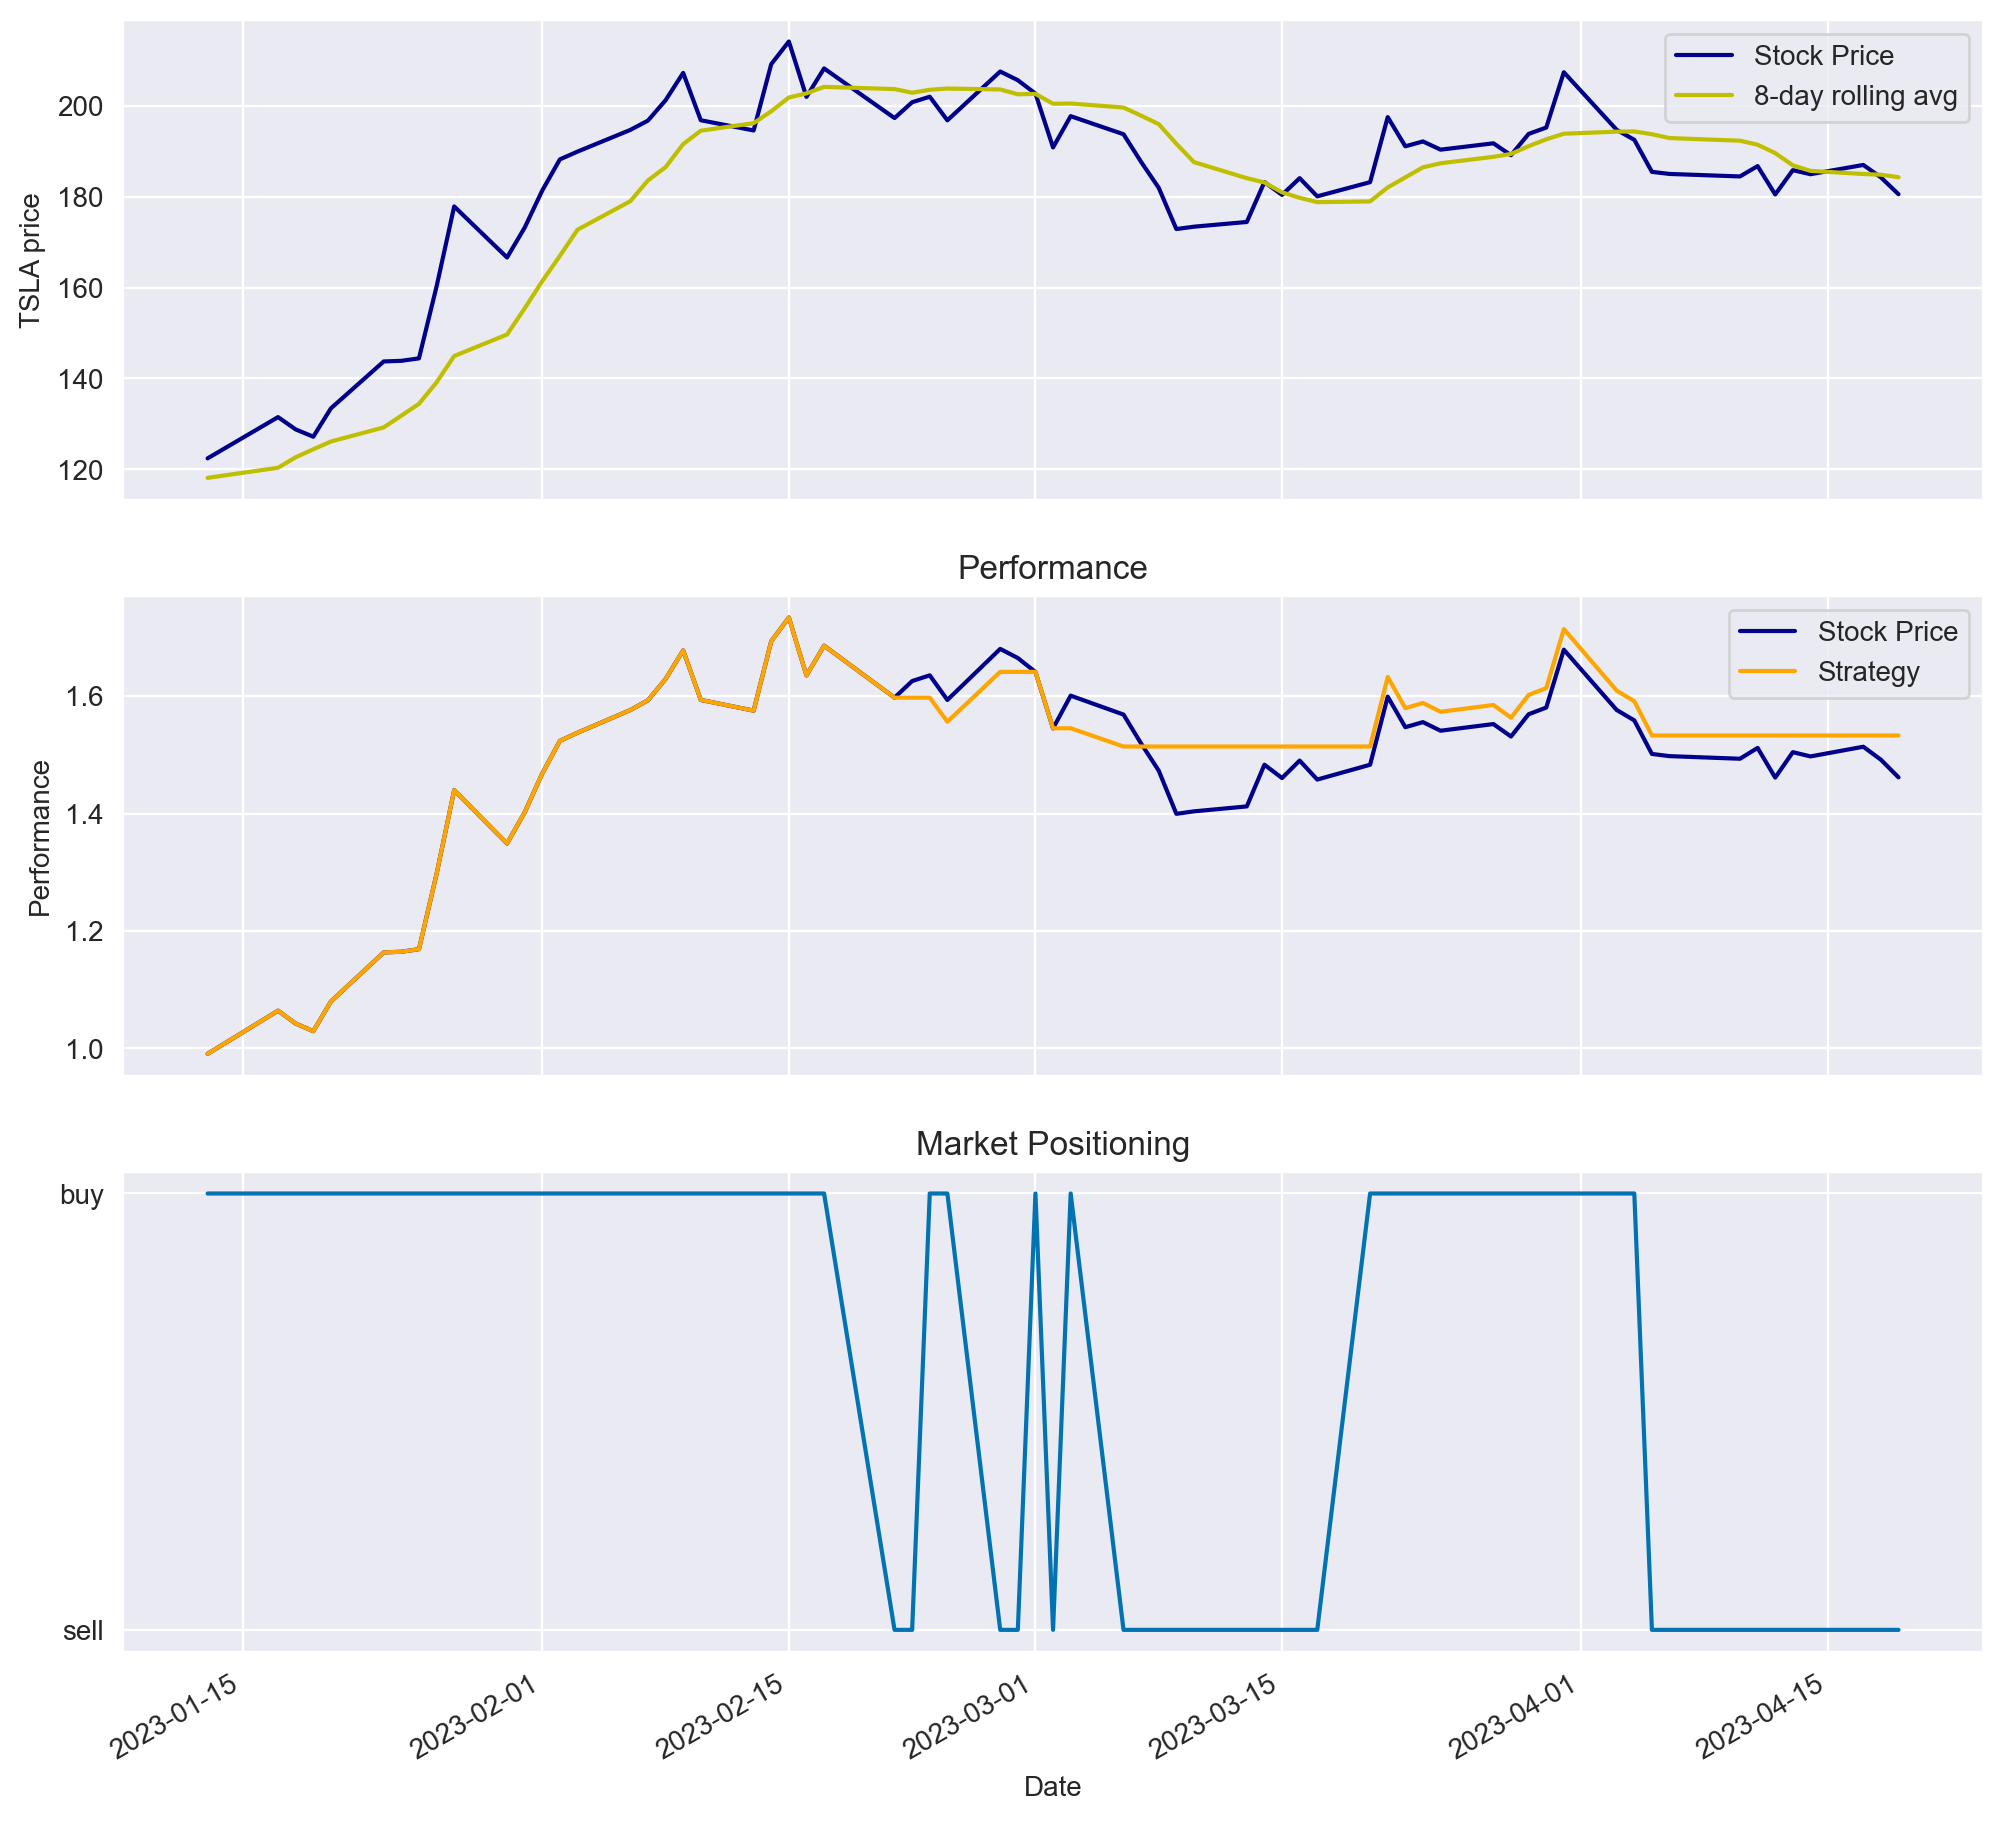 Stock Price
8-day rolling avg
200
180
160
140
120
TSLA price
Performance
Stock Price
Strategy
1.6
1.4
1.2
1.0
Performance
Market Positioning
buy
sell
2023-01-15
2023-02-01
2023-02-15
2023-03-01
2023-03-15
2023-04-01
2023-04-15
Date